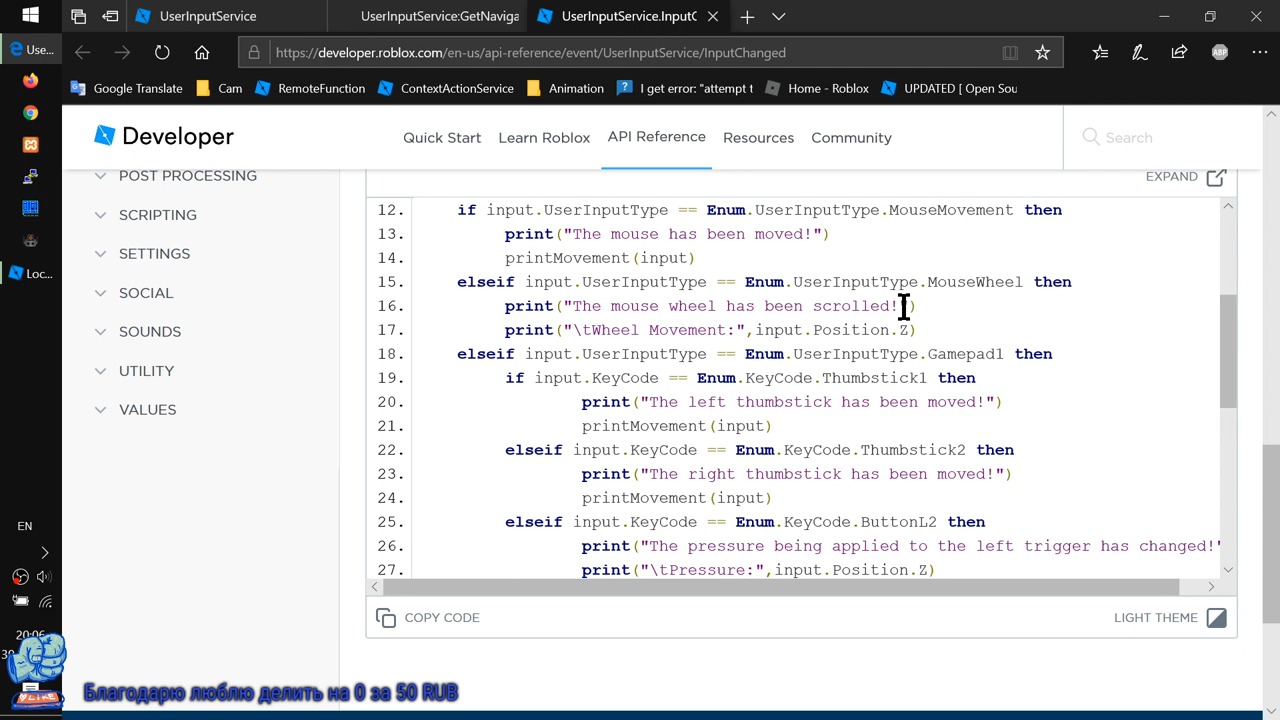 UserInputService
UserInputService:GetNaviga
UserInputService.InputC
Use...
https://developer.roblox.com/en-us/api-reference/event/UserInputService/InputChanged
ABP
Google Translate
Cam
RemoteFunction
ContextActionService
Animation
I get error: "attempt t
Home - Roblox
UPDATED [ Open Sou
Developer
Quick Start
Learn Roblox
API Reference
Resources
Community
Search
POST PROCESSING
SCRIPTING
SETTINGS
SOCIAL
SOUNDS
UTILITY
VALUES
Loc...
EXPAND
12. if input.UserInputType == Enum.UserInputType.MouseMovement then
13. print("The mouse has been moved!")
14. printMovement(input)
15. elseif input.UserInputType == Enum.UserInputType.MouseWheel then
16. print("The mouse wheel has been scrolled!")
17. print("\tWheel Movement:",input.Position.Z)
18. elseif input.UserInputType == Enum.UserInputType.Gamepad1 then
19. if input.KeyCode == Enum.KeyCode.Thumbstick1 then
20. print("The left thumbstick has been moved!")
21. printMovement(input)
22. elseif input.KeyCode == Enum.KeyCode.Thumbstick2 then
23. print("The right thumbstick has been moved!")
24. printMovement(input)
25. elseif input.KeyCode == Enum.KeyCode.ButtonL2 then
26. print("The pressure being applied to the left trigger has changed!"
27. print("\tPressure:",input.Position.Z)
COPY CODE
LIGHT THEME
EN
20:06
LIKE
Благодарю люблю делить на 0 за 50 RUB